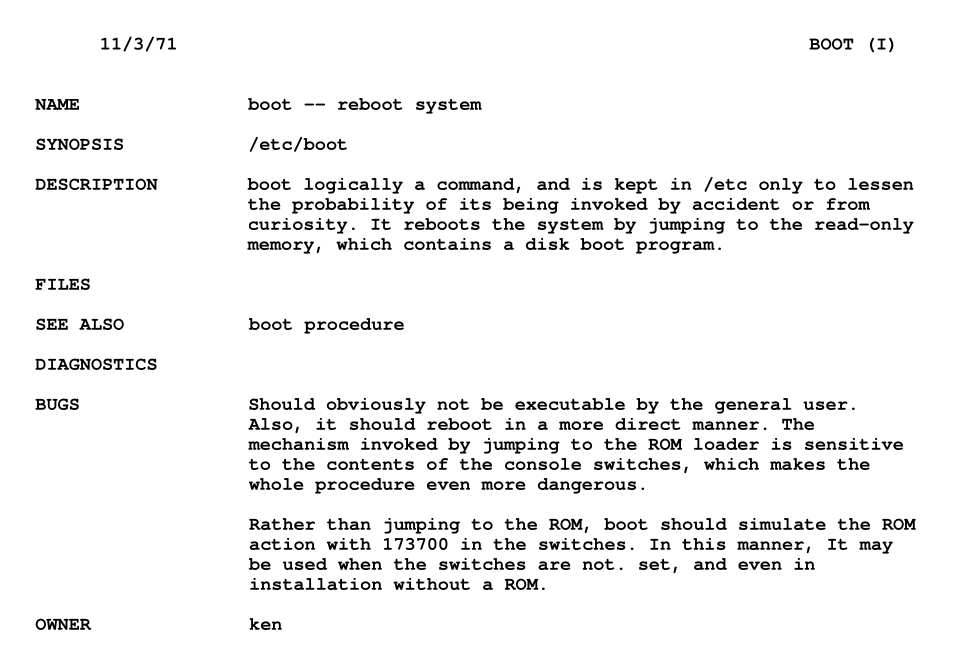 11/3/71 BOOT (I)
NAME boot -- reboot system
SYNOPSIS /etc/boot
DESCRIPTION boot logically a command, and is kept in /etc only to lessen
the probability of its being invoked by accident or from
curiosity. It reboots the system by jumping to the read-only
memory, which contains a disk boot program.
FILES
SEE ALSO boot procedure
DIAGNOSTICS
BUGS Should obviously not be executable by the general user.
Also, it should reboot in a more direct manner. The
mechanism invoked by jumping to the ROM loader is sensitive
to the contents of the console switches, which makes the
whole procedure even more dangerous.
Rather than jumping to the ROM, boot should simulate the ROM
action with 173700 in the switches. In this manner, It may
be used when the switches are not. set, and even in
installation without a ROM.
OWNER ken